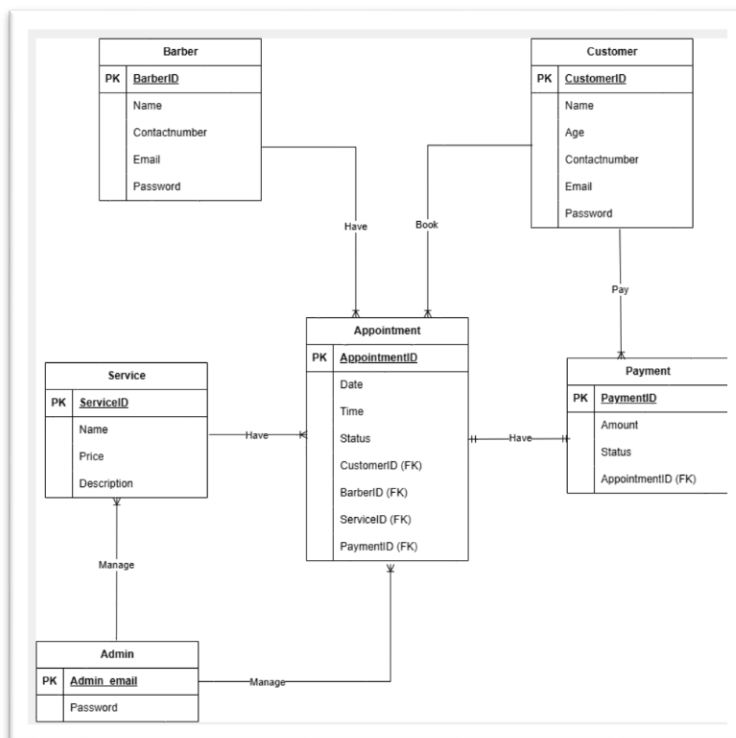 Barber
PK BarberID
Name
Contactnumber
Email
Password
Customer
PK CustomerID
Name
Age
Contactnumber
Email
Password
Have
Book
Pay
Appointment
PK AppointmentID
Date
Time
Status
CustomerID (FK)
BarberID (FK)
ServiceID (FK)
PaymentID (FK)
Service
PK ServiceID
Name
Price
Description
Have
Have
Payment
PK PaymentID
Amount
Status
AppointmentID (FK)
Manage
Admin
PK Admin_email
Password
Manage